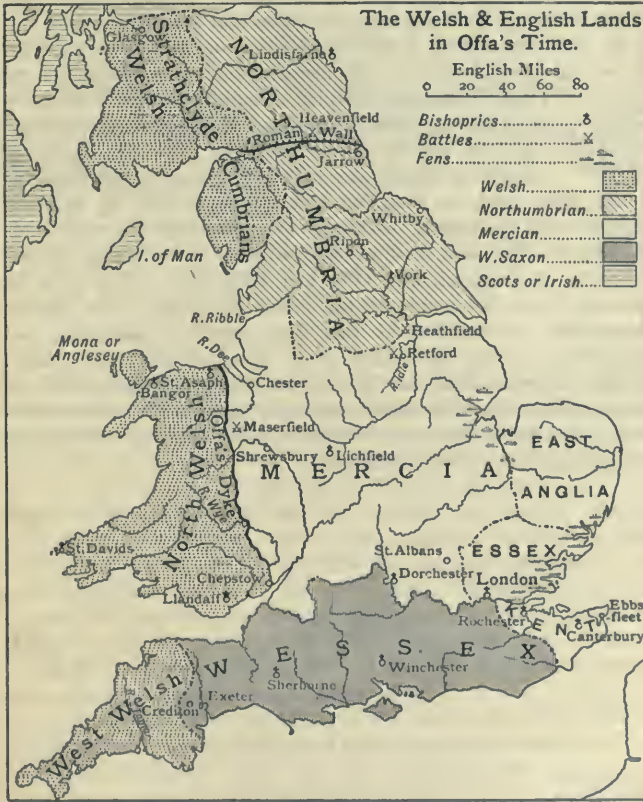 The Welsh & English Lands
in Offa's Time.
English Miles
0 20 40 60 80
Bishoprics
Battles
Fens
Welsh
Northumbrian
Mercian
W. Saxon
Scots or Irish
Glasgow
Strathclyde
Welsh
NORTHUMBRIA
Lindisfarne
Heavenfield
Roman Wall
Jarrow
Cumbrians
Whitby
Ripon
York
I. of Man
R. Ribble
Heathfield
Retford
R. Idle
Mona or
Anglesey
R. Dee
St. Asaph
Bangor
Chester
Offa's Dyke
North Welsh
Maserfield
Shrewsbury
Lichfield
MERCIA
EAST
ANGLIA
R. Wye
St. Davids
St. Albans
ESSEX
Chepstow
Dorchester
London
Llandaff
Rochester
KENT
Ebbs-
fleet
Canterbury
WESSEX
Winchester
Sherborne
West Welsh
Crediton
Exeter